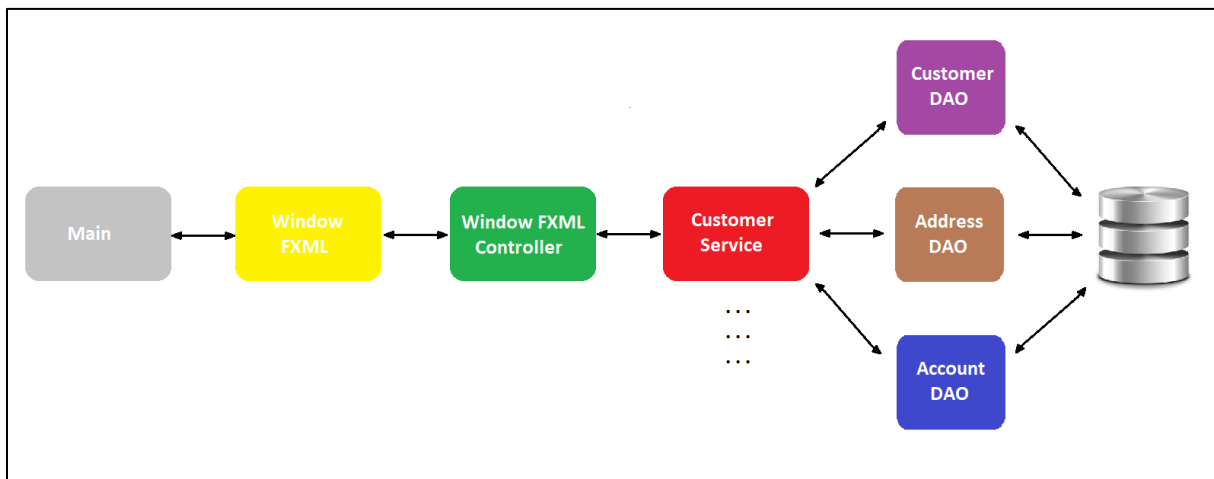 Main
Window
FXML
Window FXML
Controller
Customer
Service
...
...
...
Customer
DAO
Address
DAO
Account
DAO